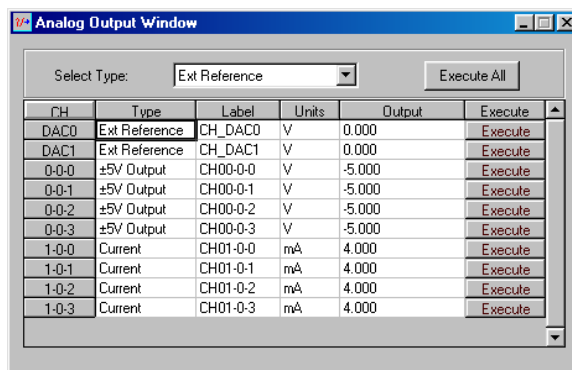 Analog Output Window
Select Type: Ext Reference Execute All
CH Type Label Units Output Execute
DAC0 Ext Reference CH_DAC0 V 0.000 Execute
DAC1 Ext Reference CH_DAC1 V 0.000 Execute
0-0-0 ±5V Output CH00-0-0 V -5.000 Execute
0-0-1 ±5V Output CH00-0-1 V -5.000 Execute
0-0-2 ±5V Output CH00-0-2 V -5.000 Execute
0-0-3 ±5V Output CH00-0-3 V -5.000 Execute
1-0-0 Current CH01-0-0 mA 4.000 Execute
1-0-1 Current CH01-0-1 mA 4.000 Execute
1-0-2 Current CH01-0-2 mA 4.000 Execute
1-0-3 Current CH01-0-3 mA 4.000 Execute